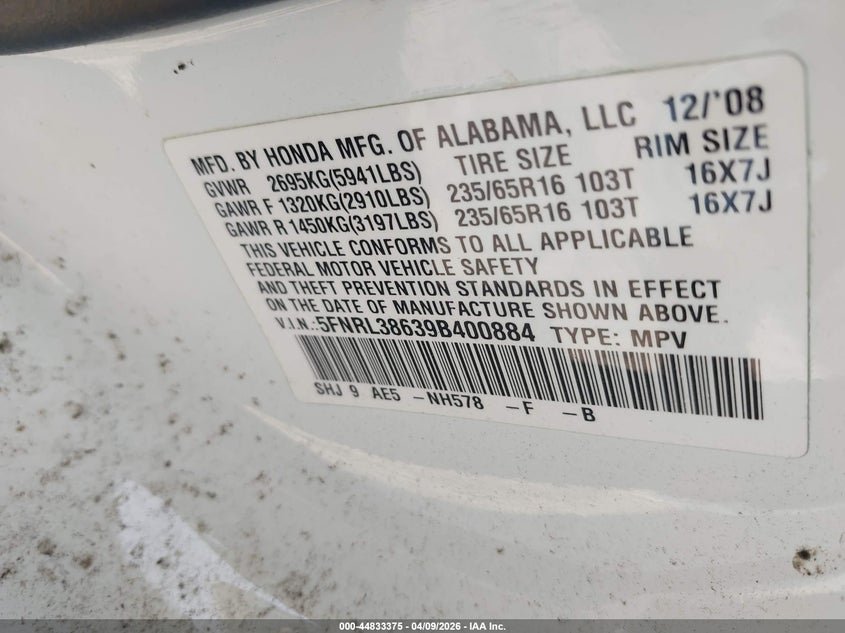 MFD. BY HONDA MFG. OF ALABAMA, LLC 12/'08
GVWR 2695KG(5941LBS) TIRE SIZE RIM SIZE
GAWR F 1320KG(2910LBS) 235/65R16 103T 16X7J
GAWR R 1450KG(3197LBS) 235/65R16 103T 16X7J
THIS VEHICLE CONFORMS TO ALL APPLICABLE
FEDERAL MOTOR VEHICLE SAFETY
AND THEFT PREVENTION STANDARDS IN EFFECT
ON THE DATE OF MANUFACTURE SHOWN ABOVE.
V.I.N.:5FNRL38639B400884 TYPE: MPV
SHJ 9 AE5 -NH578 -F -B
000-44833375 | 04/09/2026 | © IAA Inc.